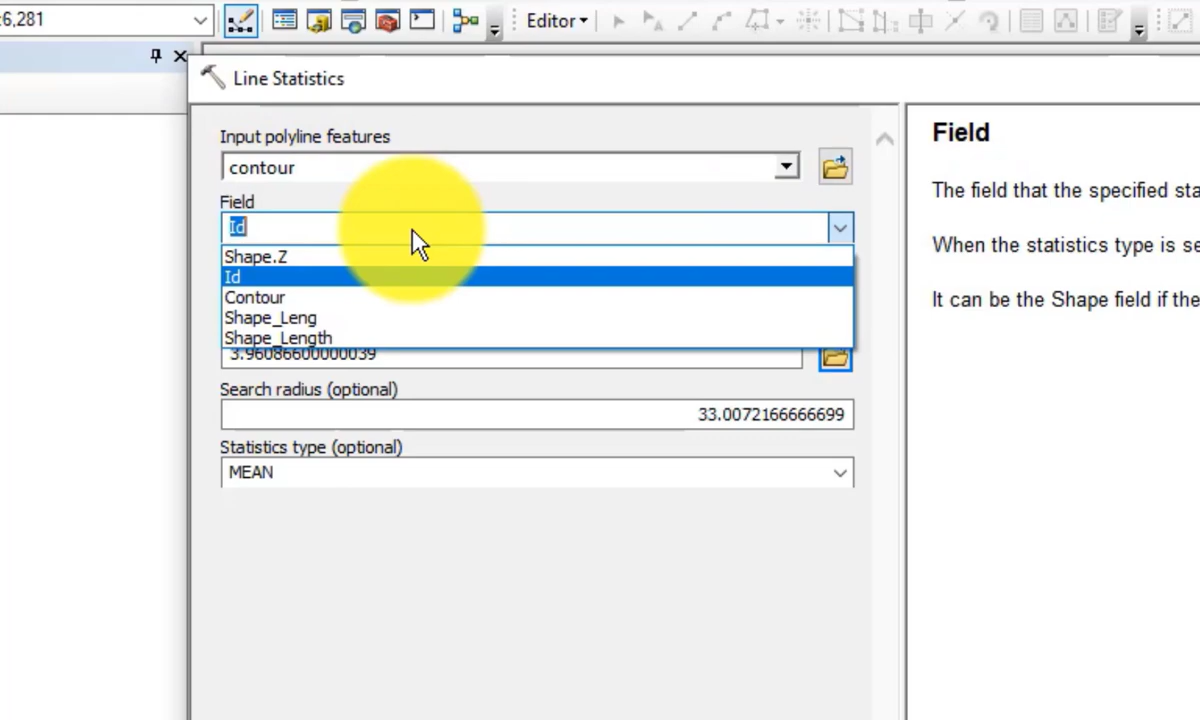 :6,281
Editor
Line Statistics
Input polyline features
contour
Field
Id
Shape.Z
Id
Contour
Shape_Leng
Shape_Length
3.96086600000039
Search radius (optional)
33.0072166666699
Statistics type (optional)
MEAN
Field
The field that the specified sta
When the statistics type is se
It can be the Shape field if the